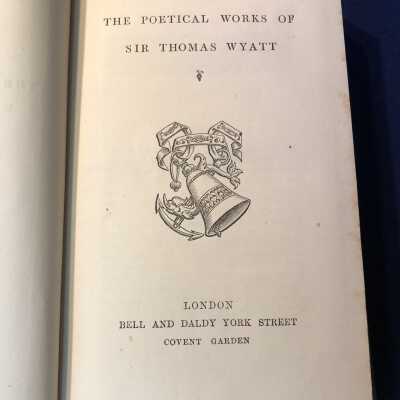 THE POETICAL WORKS OF
SIR THOMAS WYATT
LONDON
BELL AND DALDY YORK STREET
COVENT GARDEN